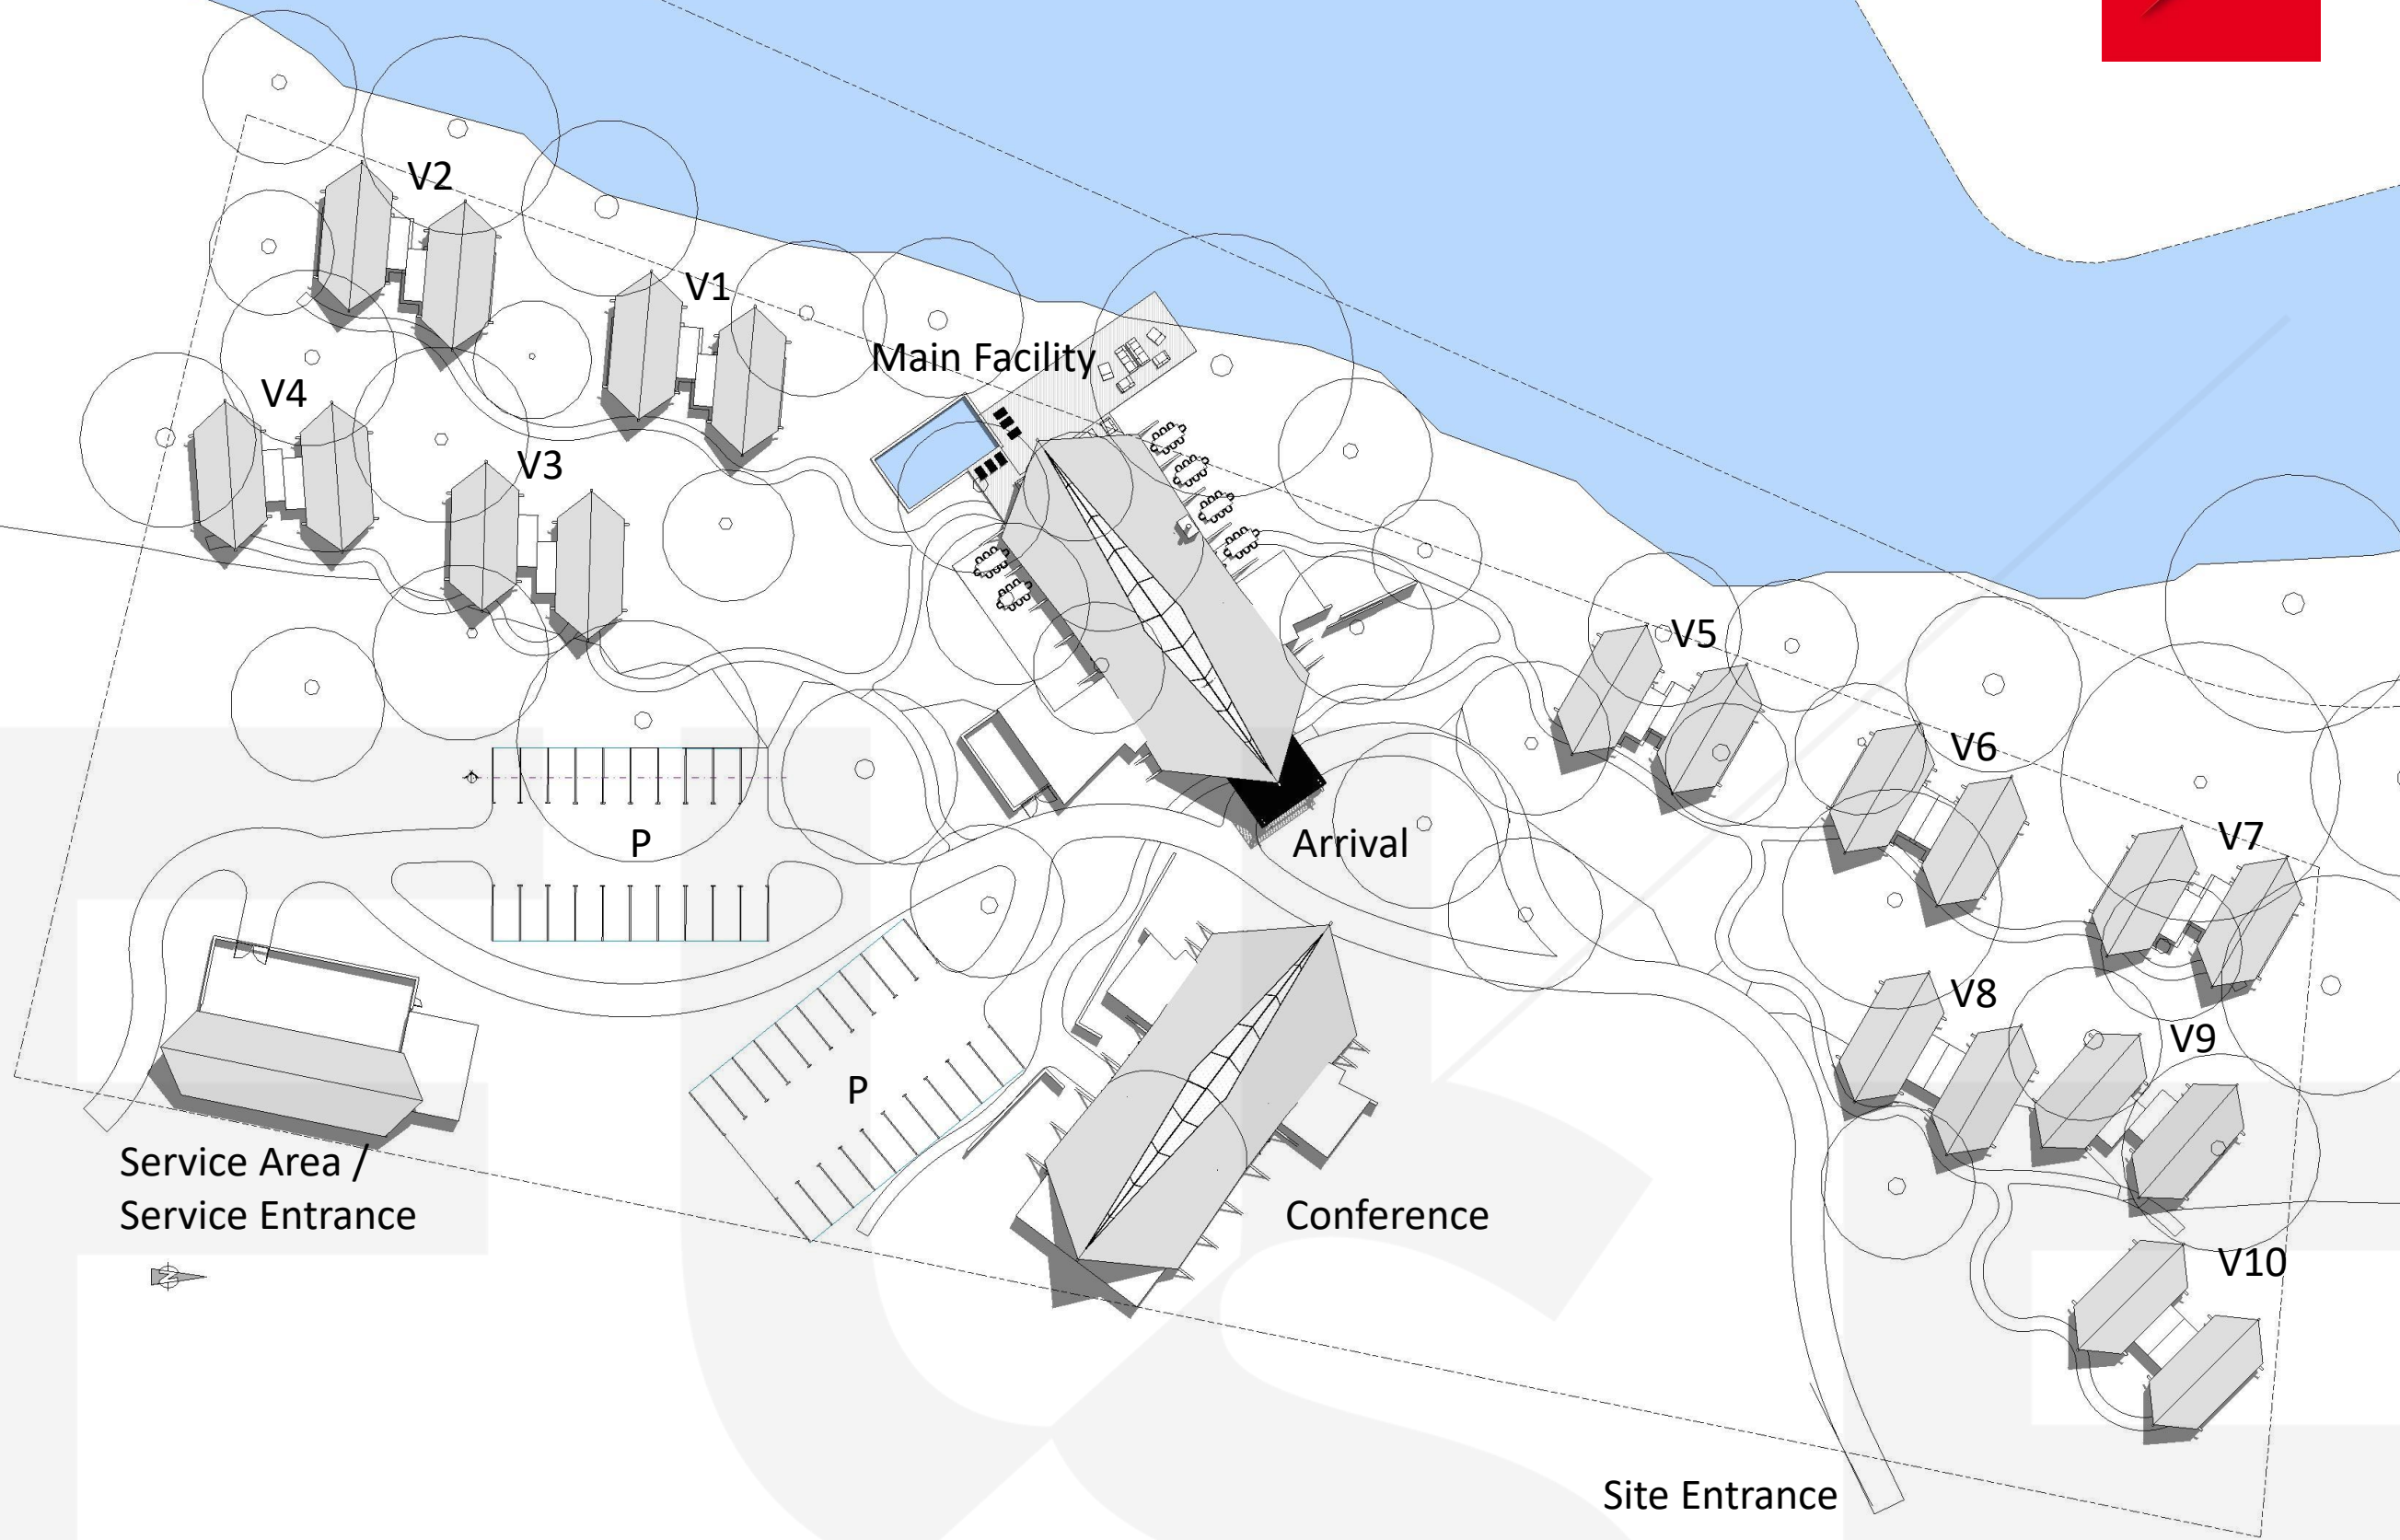 V2
V1
Main Facility
V4
V3
V5
V6
V7
P
Arrival
V8
V9
P
Service Area /
Service Entrance
Conference
V10
N
Site Entrance